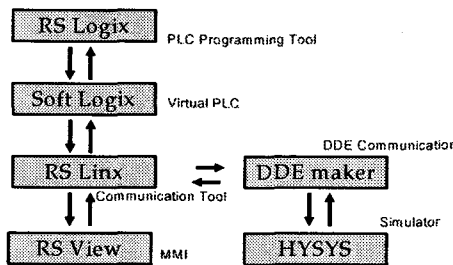 RS Logix
PLC Programming Tool
Soft Logix
Virtual PLC
DDE Communication
RS Linx
DDE maker
Communication Tool
Simulator
RS View
MMI
HYSYS